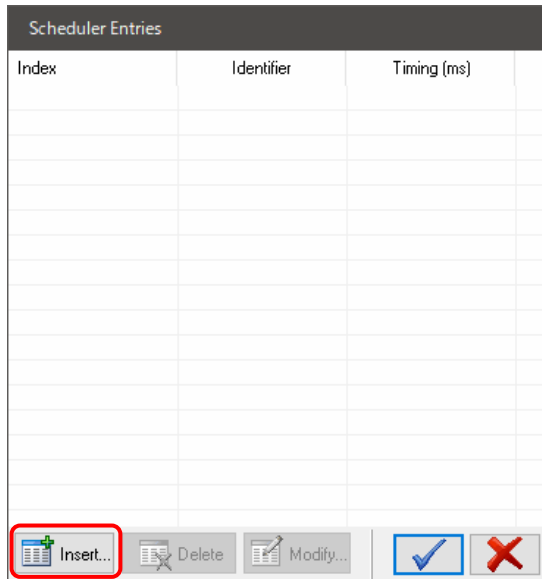 Scheduler Entries
Index Identifier Timing (ms)
Insert... Delete Modify...